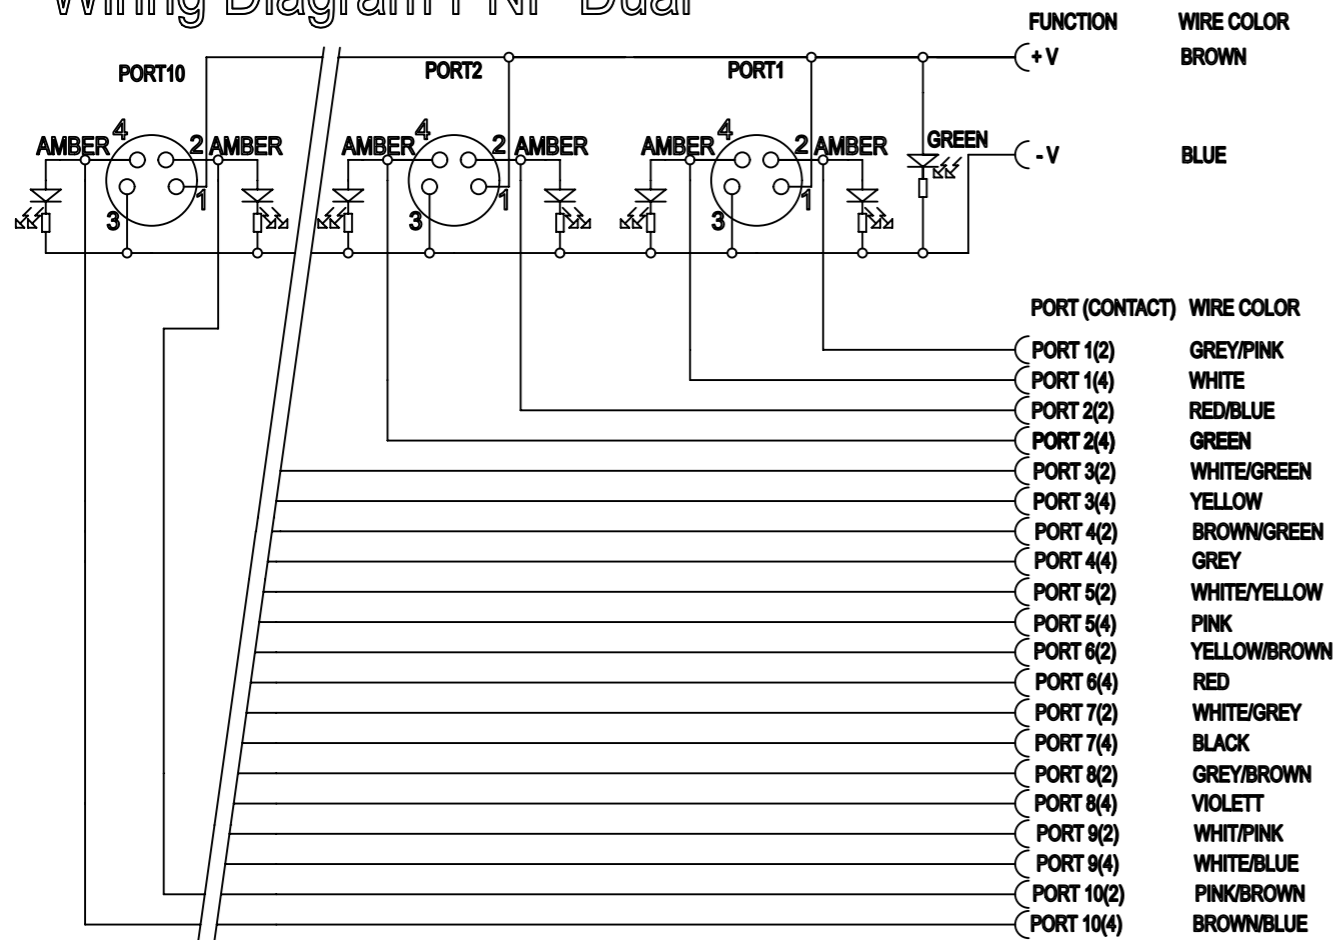 Wiring Diagram PNP Dual
FUNCTION WIRE COLOR
+ V BROWN
- V BLUE
PORT10 PORT2 PORT1
AMBER 4 2 AMBER AMBER 4 2 AMBER AMBER 4 2 AMBER GREEN
3 1 3 1 3 1
PORT (CONTACT) WIRE COLOR
PORT 1(2) GREY/PINK
PORT 1(4) WHITE
PORT 2(2) RED/BLUE
PORT 2(4) GREEN
PORT 3(2) WHITE/GREEN
PORT 3(4) YELLOW
PORT 4(2) BROWN/GREEN
PORT 4(4) GREY
PORT 5(2) WHITE/YELLOW
PORT 5(4) PINK
PORT 6(2) YELLOW/BROWN
PORT 6(4) RED
PORT 7(2) WHITE/GREY
PORT 7(4) BLACK
PORT 8(2) GREY/BROWN
PORT 8(4) VIOLETT
PORT 9(2) WHIT/PINK
PORT 9(4) WHITE/BLUE
PORT 10(2) PINK/BROWN
PORT 10(4) BROWN/BLUE